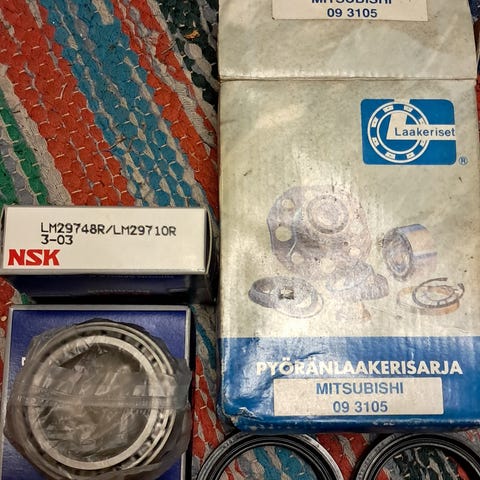 MITSUBISHI
09 3105
Laakeriset
®
LM29748R/LM29710R
3-03
NSK
PYÖRÄNLAAKERISARJA
MITSUBISHI
09 3105